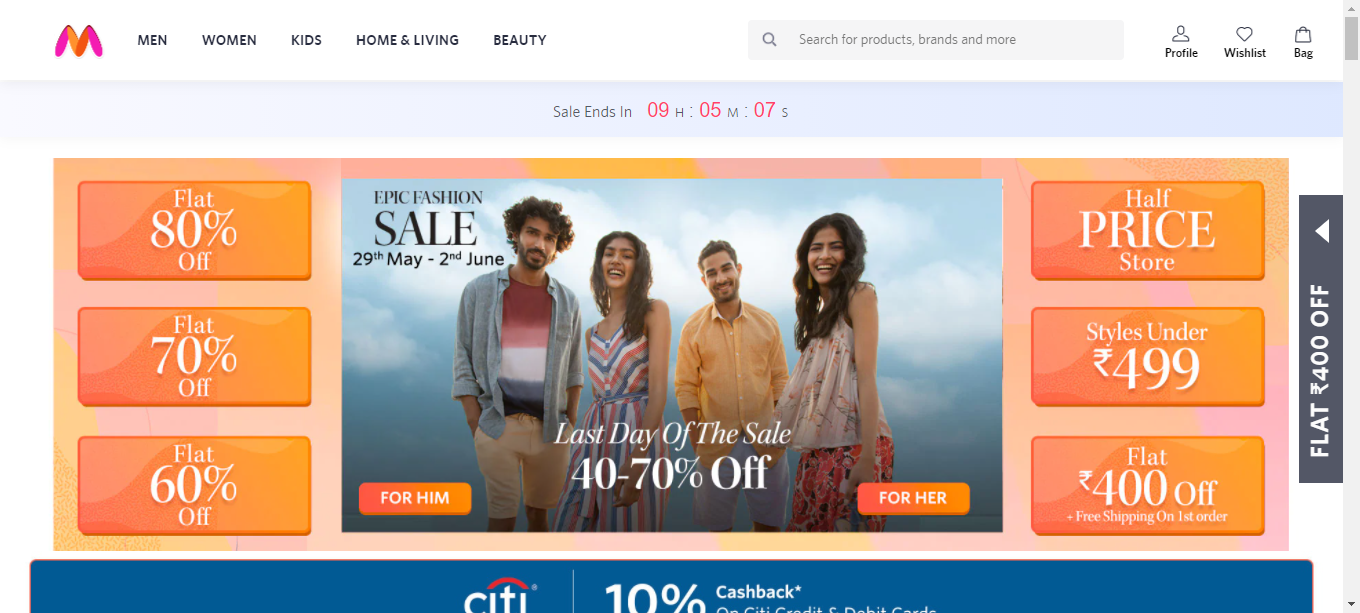 MEN WOMEN KIDS HOME & LIVING BEAUTY
Search for products, brands and more
Profile Wishlist Bag
Sale Ends In 09 H : 05 M : 07 S
Flat
80%
Off
Flat
70%
Off
Flat
60%
Off
EPIC FASHION
SALE
29th May - 2nd June
Last Day Of The Sale
40-70% Off
FOR HIM
FOR HER
Half
PRICE
Store
Styles Under
₹499
Flat
₹400 Off
+ Free Shipping On 1st order
FLAT ₹400 OFF
citi®
10% Cashback*
On Citi Credit & Debit Cards